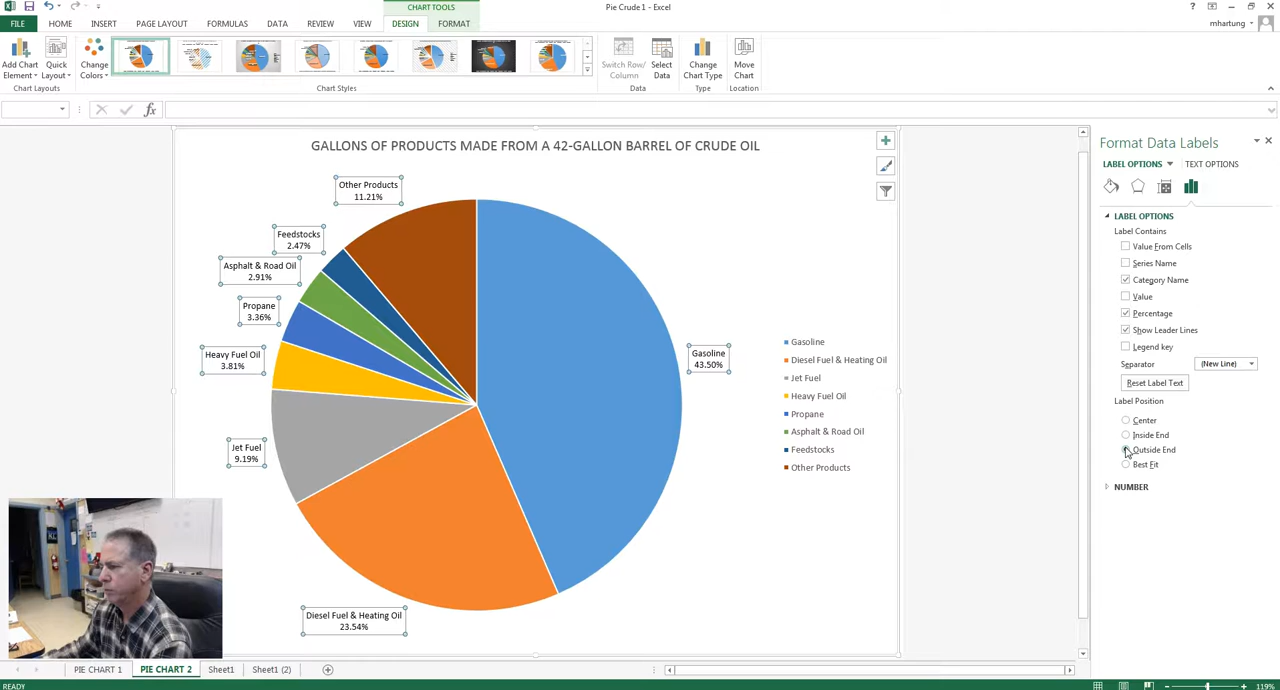 Pie Crude 1 - Excel
CHART TOOLS
FILE HOME INSERT PAGE LAYOUT FORMULAS DATA REVIEW VIEW DESIGN FORMAT
mhartung
Add Chart Element
Quick Layout
Change Colors
Switch Row/ Column
Select Data
Change Chart Type
Move Chart
Chart Layouts
Chart Styles
Data
Type
Location
fx
GALLONS OF PRODUCTS MADE FROM A 42-GALLON BARREL OF CRUDE OIL
Other Products
11.21%
Feedstocks
2.47%
Asphalt & Road Oil
2.91%
Propane
3.36%
Heavy Fuel Oil
3.81%
Jet Fuel
9.19%
Diesel Fuel & Heating Oil
23.54%
Gasoline
43.50%
Gasoline
Diesel Fuel & Heating Oil
Jet Fuel
Heavy Fuel Oil
Propane
Asphalt & Road Oil
Feedstocks
Other Products
Format Data Labels
LABEL OPTIONS TEXT OPTIONS
LABEL OPTIONS
Label Contains
Value From Cells
Series Name
Category Name
Value
Percentage
Show Leader Lines
Legend key
Separator (New Line)
Reset Label Text
Label Position
Center
Inside End
Outside End
Best Fit
NUMBER
PIE CHART 1 PIE CHART 2 Sheet1 Sheet1 (2)
READY
119%